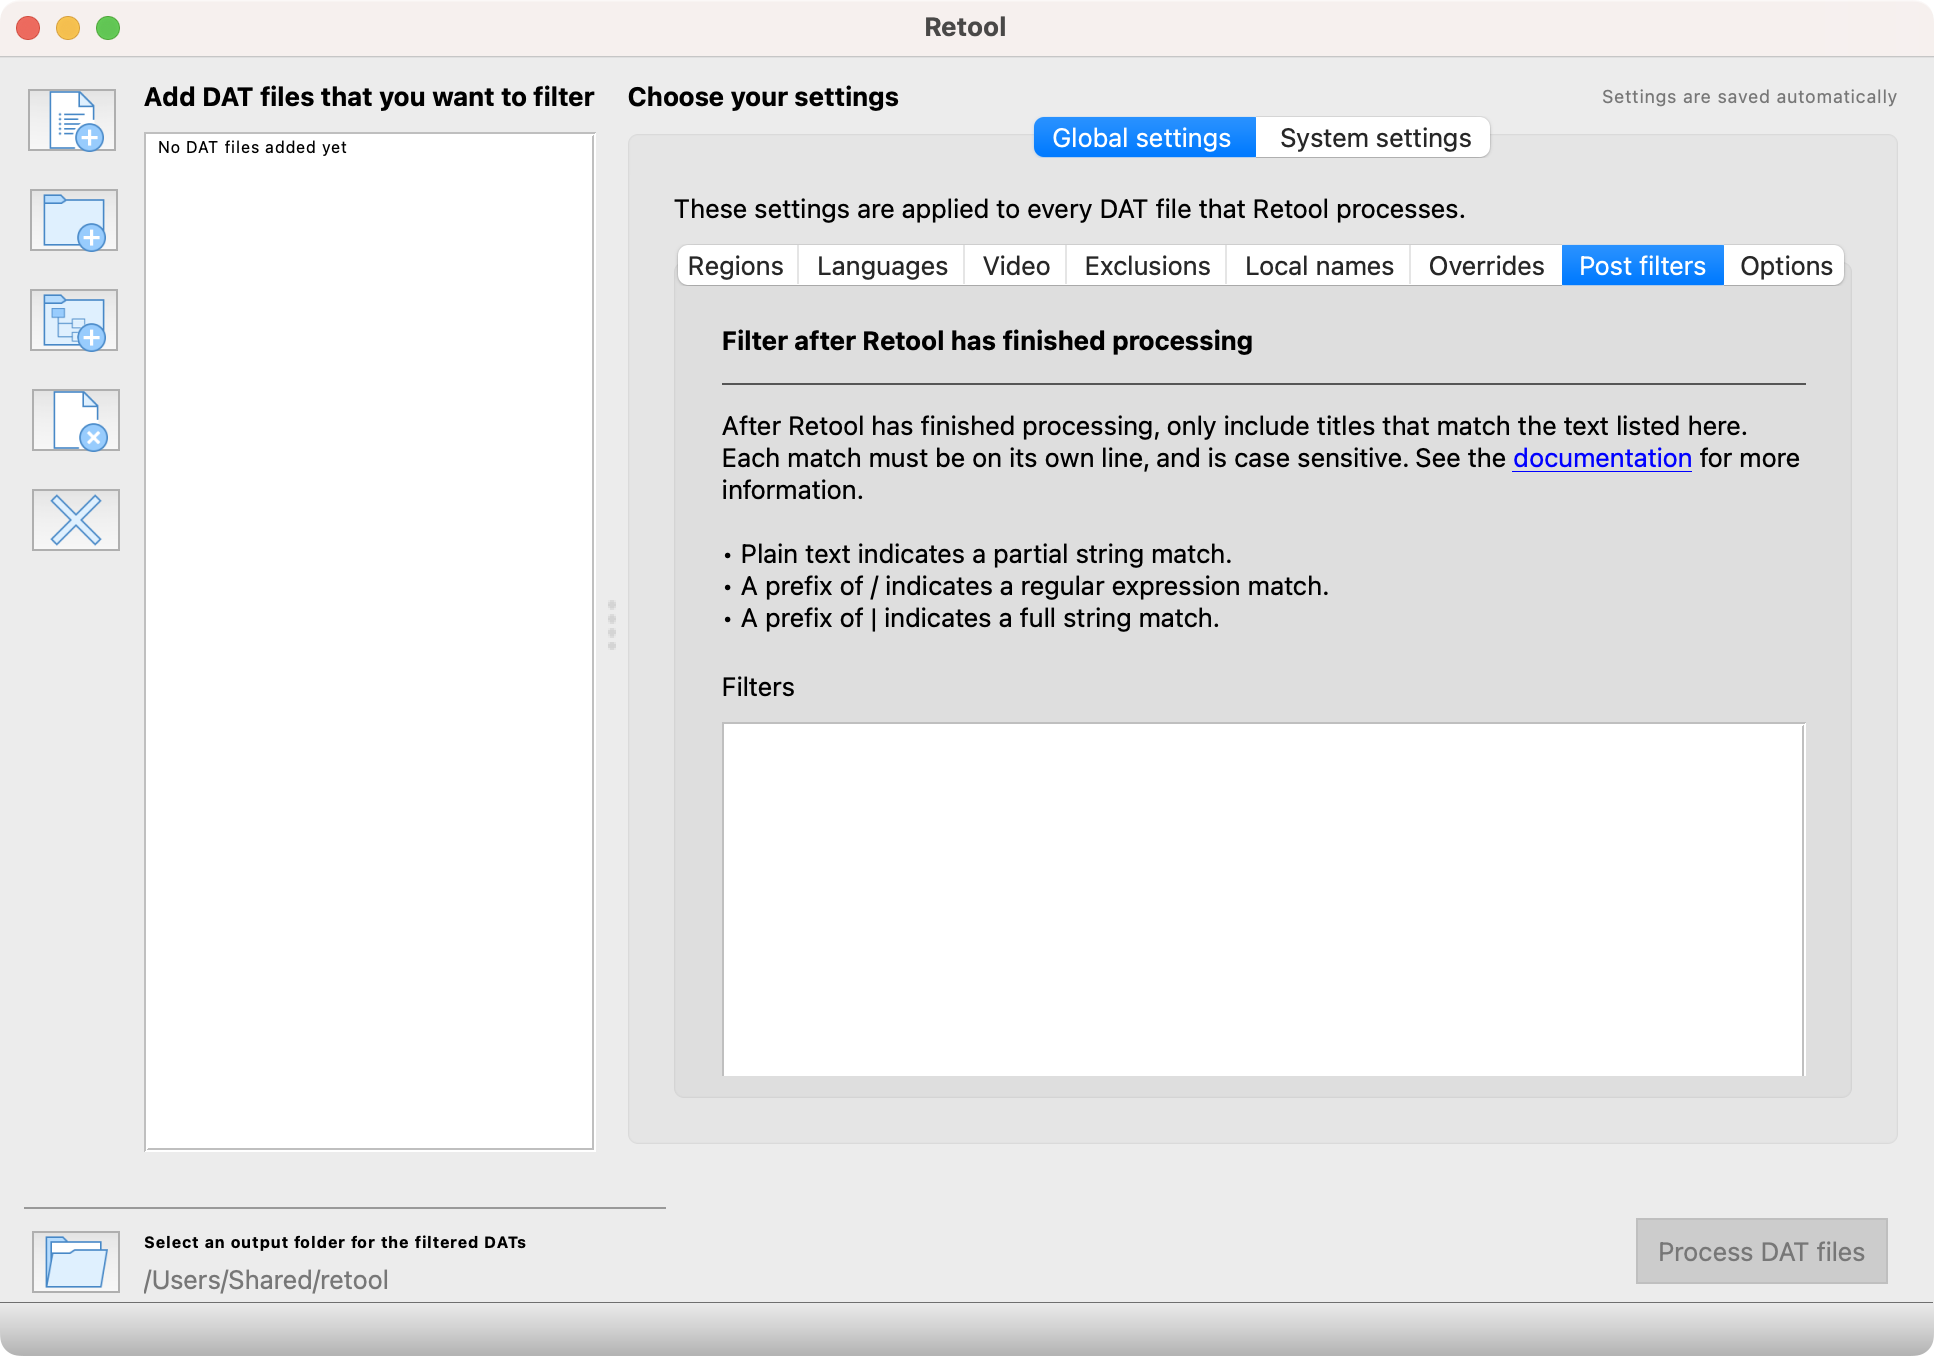 Retool
Add DAT files that you want to filter
No DAT files added yet
Choose your settings
Settings are saved automatically
Global settings
System settings
These settings are applied to every DAT file that Retool processes.
Regions
Languages
Video
Exclusions
Local names
Overrides
Post filters
Options
Filter after Retool has finished processing
After Retool has finished processing, only include titles that match the text listed here.
Each match must be on its own line, and is case sensitive. See the documentation for more
information.
• Plain text indicates a partial string match.
• A prefix of / indicates a regular expression match.
• A prefix of | indicates a full string match.
Filters
Select an output folder for the filtered DATs
/Users/Shared/retool
Process DAT files